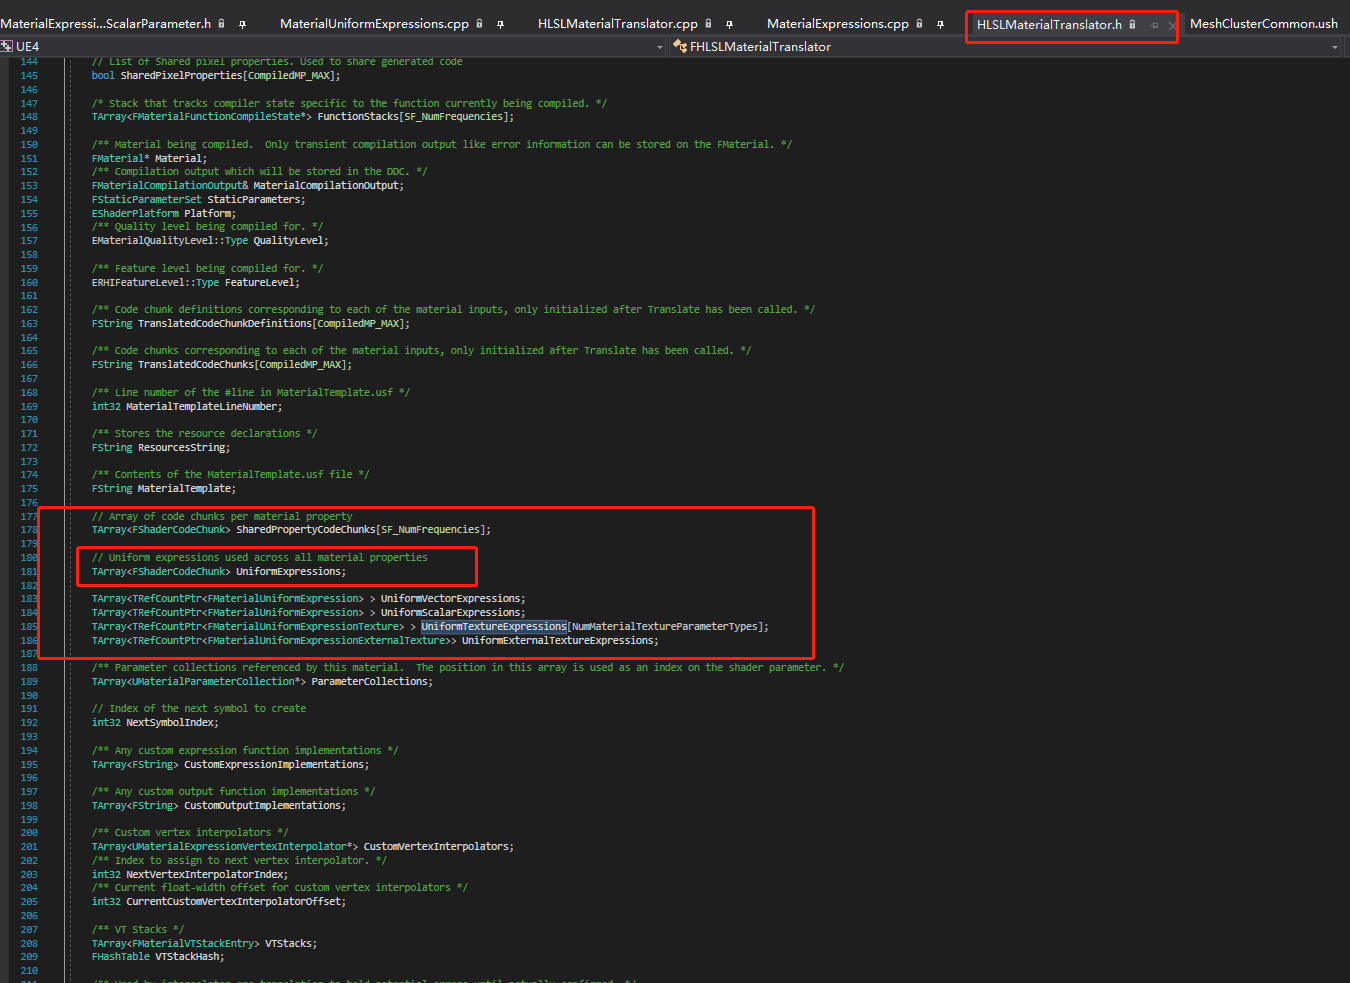 MaterialExpressi...ScalarParameter.h MaterialUniformExpressions.cpp HLSLMaterialTranslator.cpp MaterialExpressions.cpp HLSLMaterialTranslator.h MeshClusterCommon.ush
UE4 FHLSLMaterialTranslator
144 // List of Shared pixel properties. Used to share generated code
145 bool SharedPixelProperties[CompiledMP_MAX];
146
147 /* Stack that tracks compiler state specific to the function currently being compiled. */
148 TArray<FMaterialFunctionCompileState*> FunctionStacks[SF_NumFrequencies];
149
150 /** Material being compiled.  Only transient compilation output like error information can be stored on the FMaterial. */
151 FMaterial* Material;
152 /** Compilation output which will be stored in the DDC. */
153 FMaterialCompilationOutput& MaterialCompilationOutput;
154 FStaticParameterSet StaticParameters;
155 EShaderPlatform Platform;
156 /** Quality level being compiled for. */
157 EMaterialQualityLevel::Type QualityLevel;
158
159 /** Feature level being compiled for. */
160 ERHIFeatureLevel::Type FeatureLevel;
161
162 /** Code chunk definitions corresponding to each of the material inputs, only initialized after Translate has been called. */
163 FString TranslatedCodeChunkDefinitions[CompiledMP_MAX];
164
165 /** Code chunks corresponding to each of the material inputs, only initialized after Translate has been called. */
166 FString TranslatedCodeChunks[CompiledMP_MAX];
167
168 /** Line number of the #line in MaterialTemplate.usf */
169 int32 MaterialTemplateLineNumber;
170
171 /** Stores the resource declarations */
172 FString ResourcesString;
173
174 /** Contents of the MaterialTemplate.usf file */
175 FString MaterialTemplate;
176
177 // Array of code chunks per material property
178 TArray<FShaderCodeChunk> SharedPropertyCodeChunks[SF_NumFrequencies];
179
180 // Uniform expressions used across all material properties
181 TArray<FShaderCodeChunk> UniformExpressions;
182
183 TArray<TRefCountPtr<FMaterialUniformExpression> > UniformVectorExpressions;
184 TArray<TRefCountPtr<FMaterialUniformExpression> > UniformScalarExpressions;
185 TArray<TRefCountPtr<FMaterialUniformExpressionTexture> > UniformTextureExpressions[NumMaterialTextureParameterTypes];
186 TArray<TRefCountPtr<FMaterialUniformExpressionExternalTexture>> UniformExternalTextureExpressions;
187
188 /** Parameter collections referenced by this material.  The position in this array is used as an index on the shader parameter. */
189 TArray<UMaterialParameterCollection*> ParameterCollections;
190
191 // Index of the next symbol to create
192 int32 NextSymbolIndex;
193
194 /** Any custom expression function implementations */
195 TArray<FString> CustomExpressionImplementations;
196
197 /** Any custom output function implementations */
198 TArray<FString> CustomOutputImplementations;
199
200 /** Custom vertex interpolators */
201 TArray<UMaterialExpressionVertexInterpolator*> CustomVertexInterpolators;
202 /** Index to assign to next vertex interpolator. */
203 int32 NextVertexInterpolatorIndex;
204 /** Current float-width offset for custom vertex interpolators */
205 int32 CurrentCustomVertexInterpolatorOffset;
206
207 /** VT Stacks */
208 TArray<FMaterialVTStackEntry> VTStacks;
209 FHashTable VTStackHash;
210